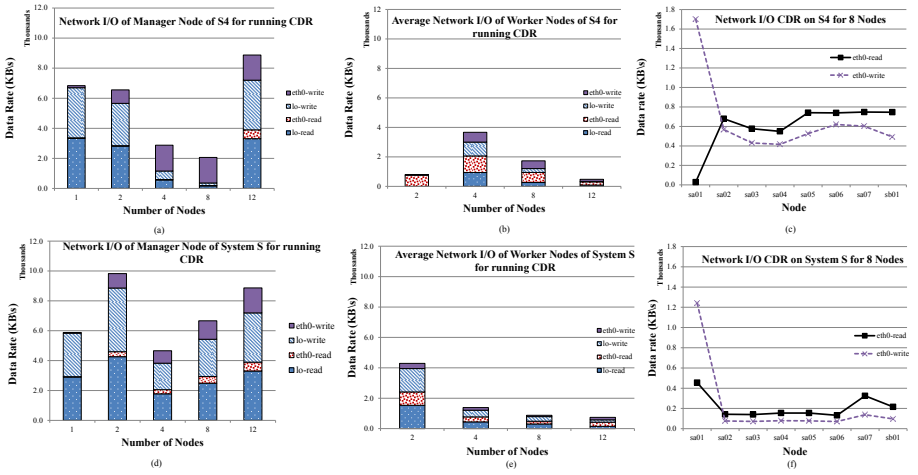 Network I/O of Manager Node of S4 for running
CDR
Thousands
Data Rate (KB\s)
12.0
10.0
8.0
6.0
4.0
2.0
0.0
eth0-write
lo-write
eth0-read
lo-read
1 2 4 8 12
Number of Nodes
(a)
Average Network I/O of Worker Nodes of S4 for
running CDR
Thousands
Data Rate (KB\s)
12
10
8
6
4
2
0
eth0-write
lo-write
eth0-read
lo-read
2 4 8 12
Number of Nodes
(b)
Network I/O CDR on S4 for 8 Nodes
Thousands
Data rate (KB\s)
1.8
1.6
1.4
1.2
1.0
0.8
0.6
0.4
0.2
0.0
eth0-read
eth0-write
sa01 sa02 sa03 sa04 sa05 sa06 sa07 sb01
Node
(c)
Network I/O of Manager Node of System S for running
CDR
Thousands
Data Rate (KB\s)
12.0
10.0
8.0
6.0
4.0
2.0
0.0
eth0-write
lo-write
eth0-read
lo-read
1 2 4 8 12
Number of Nodes
(d)
Average Network I/O of Worker Nodes of System S
for running CDR
Thousands
Data Rate (KB\s)
12.0
10.0
8.0
6.0
4.0
2.0
0.0
eth0-write
lo-write
eth0-read
lo-read
2 4 8 12
Number of Nodes
(e)
Network I/O CDR on System S for 8 Nodes
Thousands
Data rate (KB\s)
1.8
1.6
1.4
1.2
1.0
0.8
0.6
0.4
0.2
0.0
eth0-read
eth0-write
sa01 sa02 sa03 sa04 sa05 sa06 sa07 sb01
Node
(f)